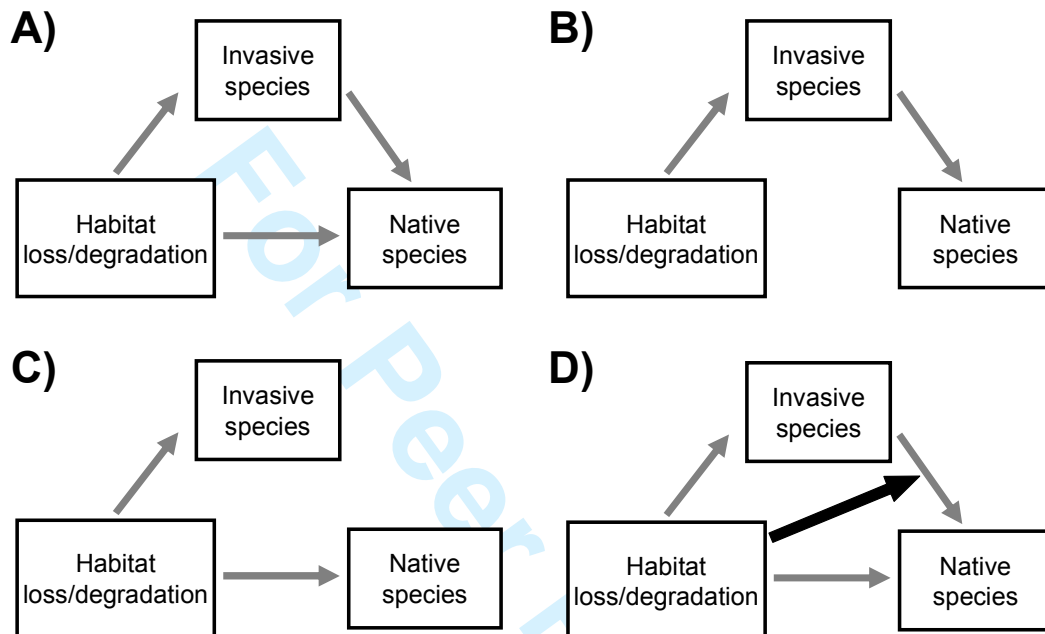 A)
Invasive
species
Habitat
loss/degradation
Native
species
B)
Invasive
species
Habitat
loss/degradation
Native
species
C)
Invasive
species
Habitat
loss/degradation
Native
species
D)
Invasive
species
Habitat
loss/degradation
Native
species
For Peer